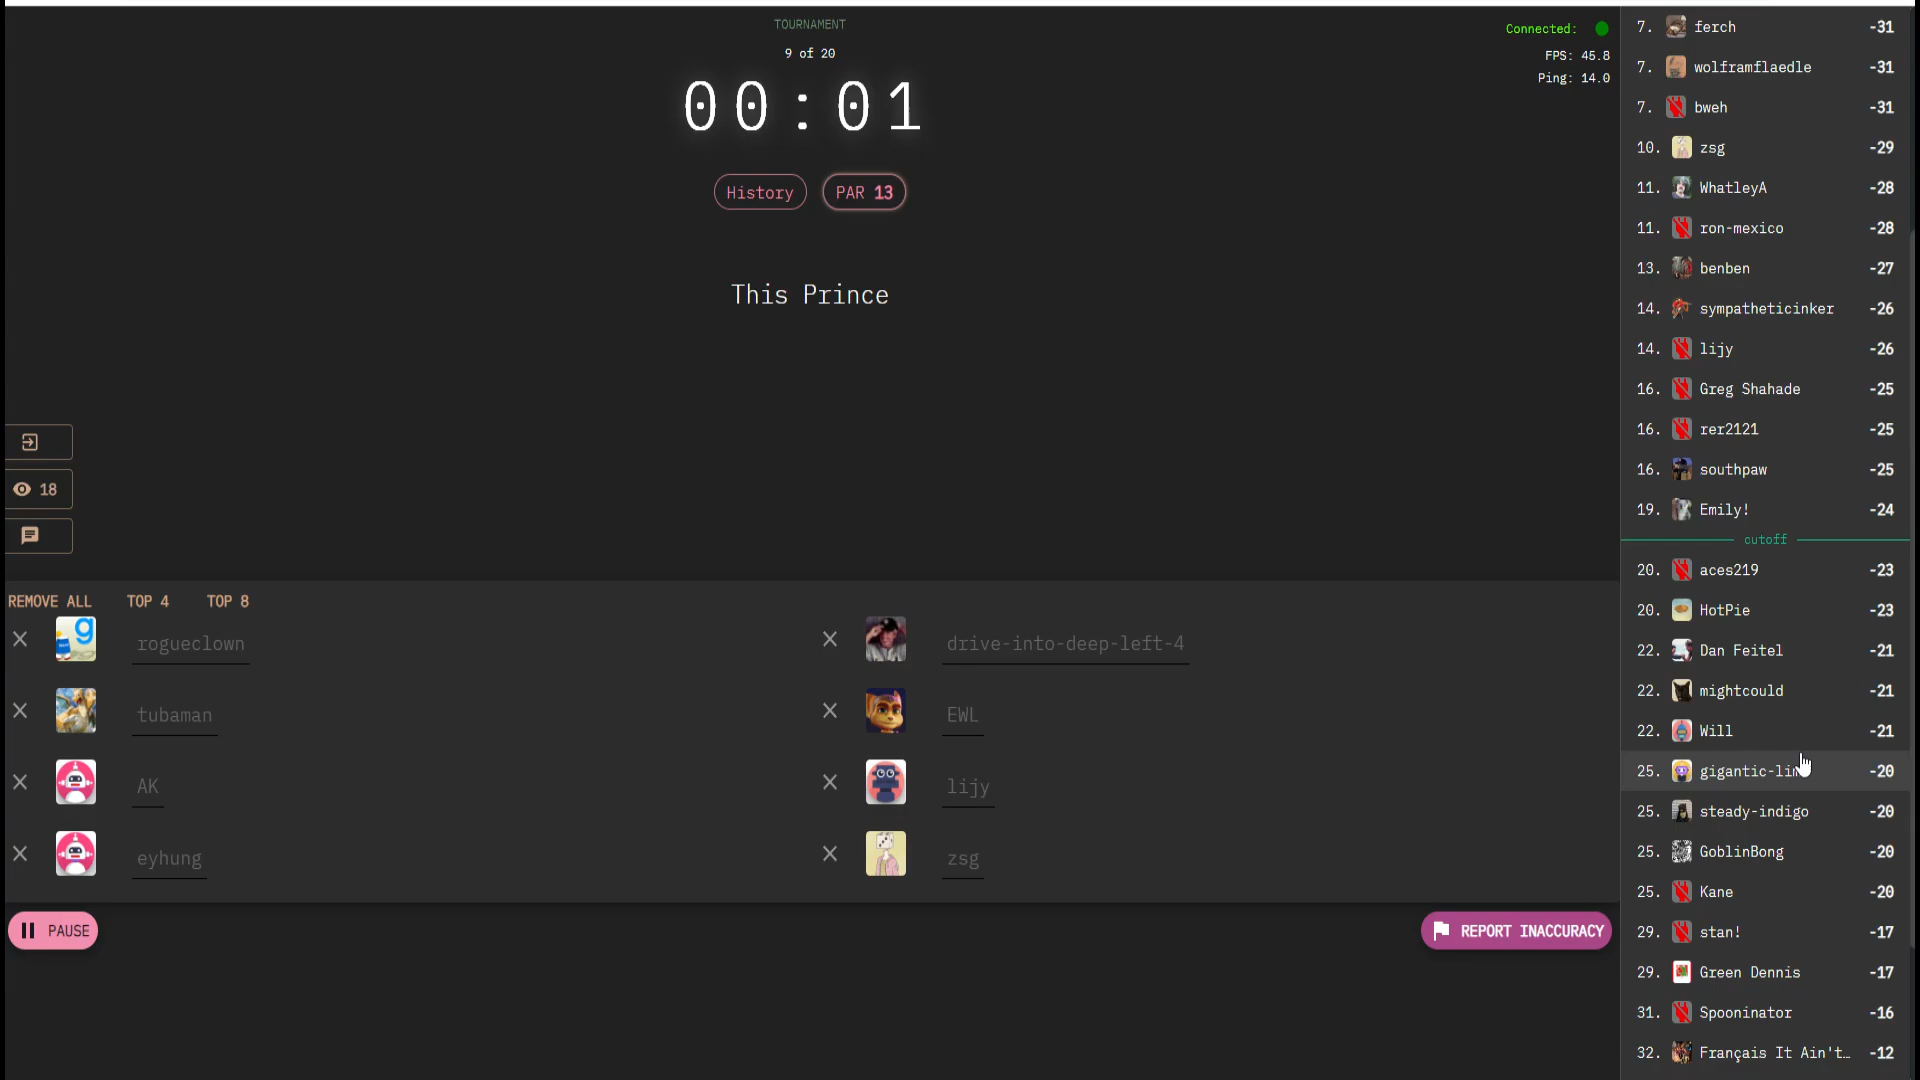 TOURNAMENT
9 of 20
00:01
Connected:
FPS: 45.8
Ping: 14.0
History
PAR 13
This Prince
18
REMOVE ALL
TOP 4
TOP 8
rogueclown
drive-into-deep-left-4
tubaman
EWL
AK
lijy
eyhung
zsg
PAUSE
REPORT INACCURACY
7. ferch -31
7. wolframflaedle -31
7. bweh -31
10. zsg -29
11. WhatleyA -28
11. ron-mexico -28
13. benben -27
14. sympatheticinker -26
14. lijy -26
16. Greg Shahade -25
16. rer2121 -25
16. southpaw -25
19. Emily! -24
cutoff
20. aces219 -23
20. HotPie -23
22. Dan Feitel -21
22. mightcould -21
22. Will -21
25. -20
25. steady-indigo -20
25. GoblinBong -20
25. Kane -20
29. stan! -17
29. Green Dennis -17
31. Spooninator -16
32. Français It Ain't… -12